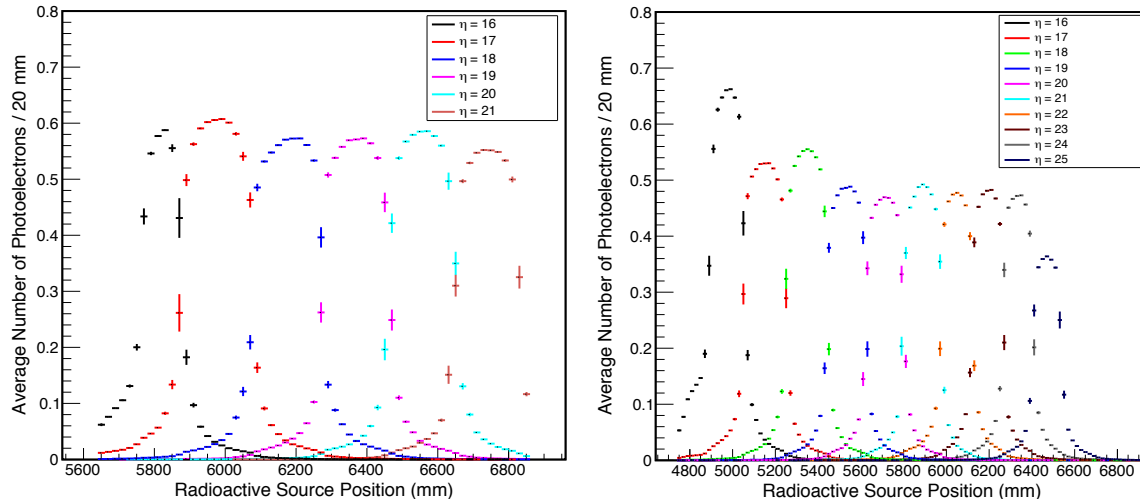 0.8
0.7
0.6
0.5
0.4
0.3
0.2
0.1
0
Average Number of Photoelectrons / 20 mm
η = 16
η = 17
η = 18
η = 19
η = 20
η = 21
5600 5800 6000 6200 6400 6600 6800
Radioactive Source Position (mm)
0.8
0.7
0.6
0.5
0.4
0.3
0.2
0.1
0
Average Number of Photoelectrons / 20 mm
η = 16
η = 17
η = 18
η = 19
η = 20
η = 21
η = 22
η = 23
η = 24
η = 25
4800 5000 5200 5400 5600 5800 6000 6200 6400 6600 6800
Radioactive Source Position (mm)